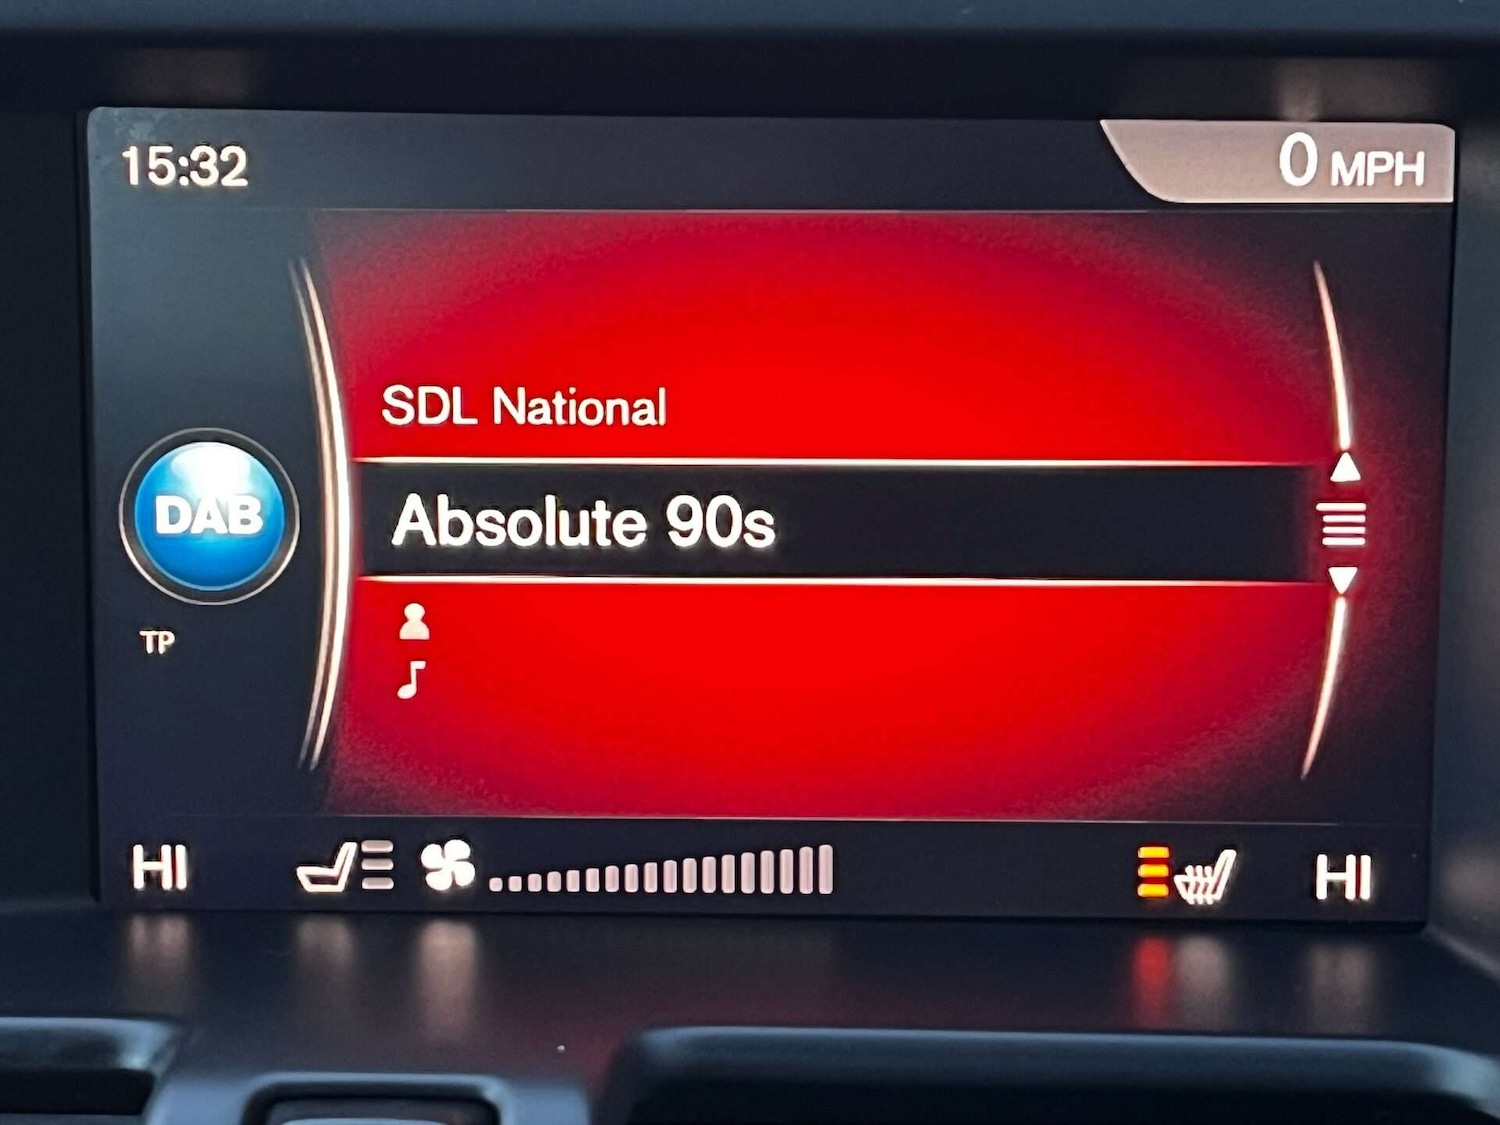 15:32
0 MPH
SDL National
DAB
Absolute 90s
TP
HI
HI